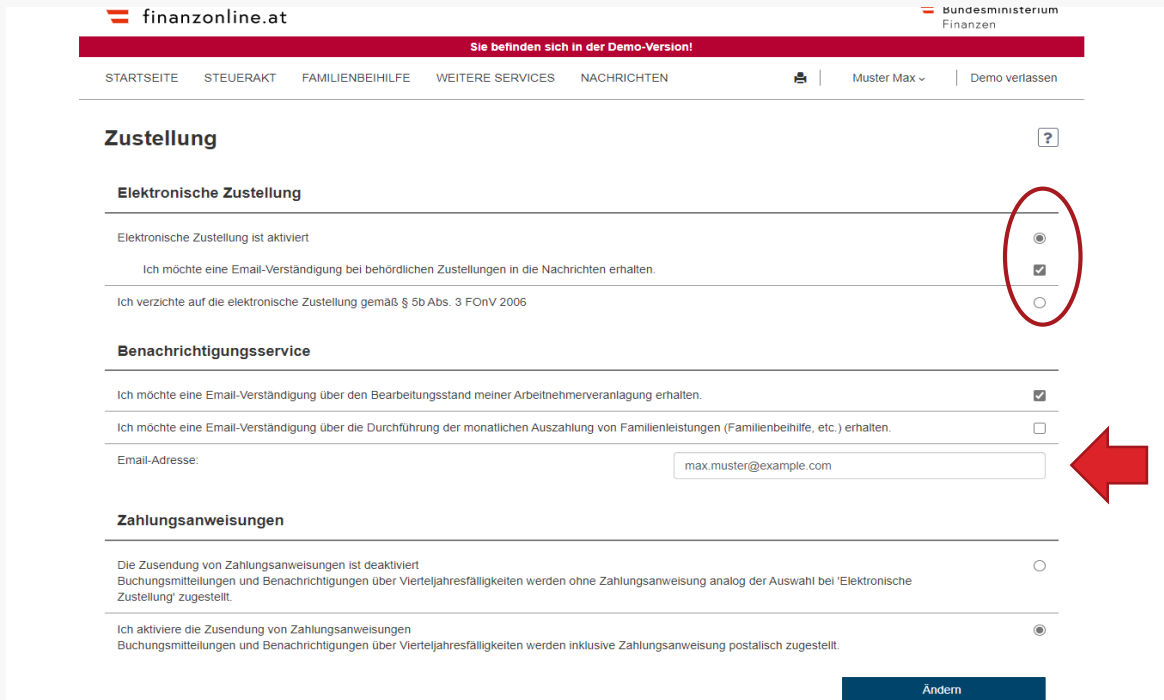 finanzonline.at
Bundesministerium
Finanzen
Sie befinden sich in der Demo-Version!
STARTSEITE STEUERAKT FAMILIENBEIHILFE WEITERE SERVICES NACHRICHTEN Muster Max Demo verlassen
Zustellung ?
Elektronische Zustellung
Elektronische Zustellung ist aktiviert
Ich möchte eine Email-Verständigung bei behördlichen Zustellungen in die Nachrichten erhalten.
Ich verzichte auf die elektronische Zustellung gemäß § 5b Abs. 3 FOnV 2006
Benachrichtigungsservice
Ich möchte eine Email-Verständigung über den Bearbeitungsstand meiner Arbeitnehmerveranlagung erhalten.
Ich möchte eine Email-Verständigung über die Durchführung der monatlichen Auszahlung von Familienleistungen (Familienbeihilfe, etc.) erhalten.
Email-Adresse: max.muster@example.com
Zahlungsanweisungen
Die Zusendung von Zahlungsanweisungen ist deaktiviert
Buchungsmitteilungen und Benachrichtigungen über Vierteljahresfälligkeiten werden ohne Zahlungsanweisung analog der Auswahl bei 'Elektronische
Zustellung' zugestellt.
Ich aktiviere die Zusendung von Zahlungsanweisungen
Buchungsmitteilungen und Benachrichtigungen über Vierteljahresfälligkeiten werden inklusive Zahlungsanweisung postalisch zugestellt.
Ändern